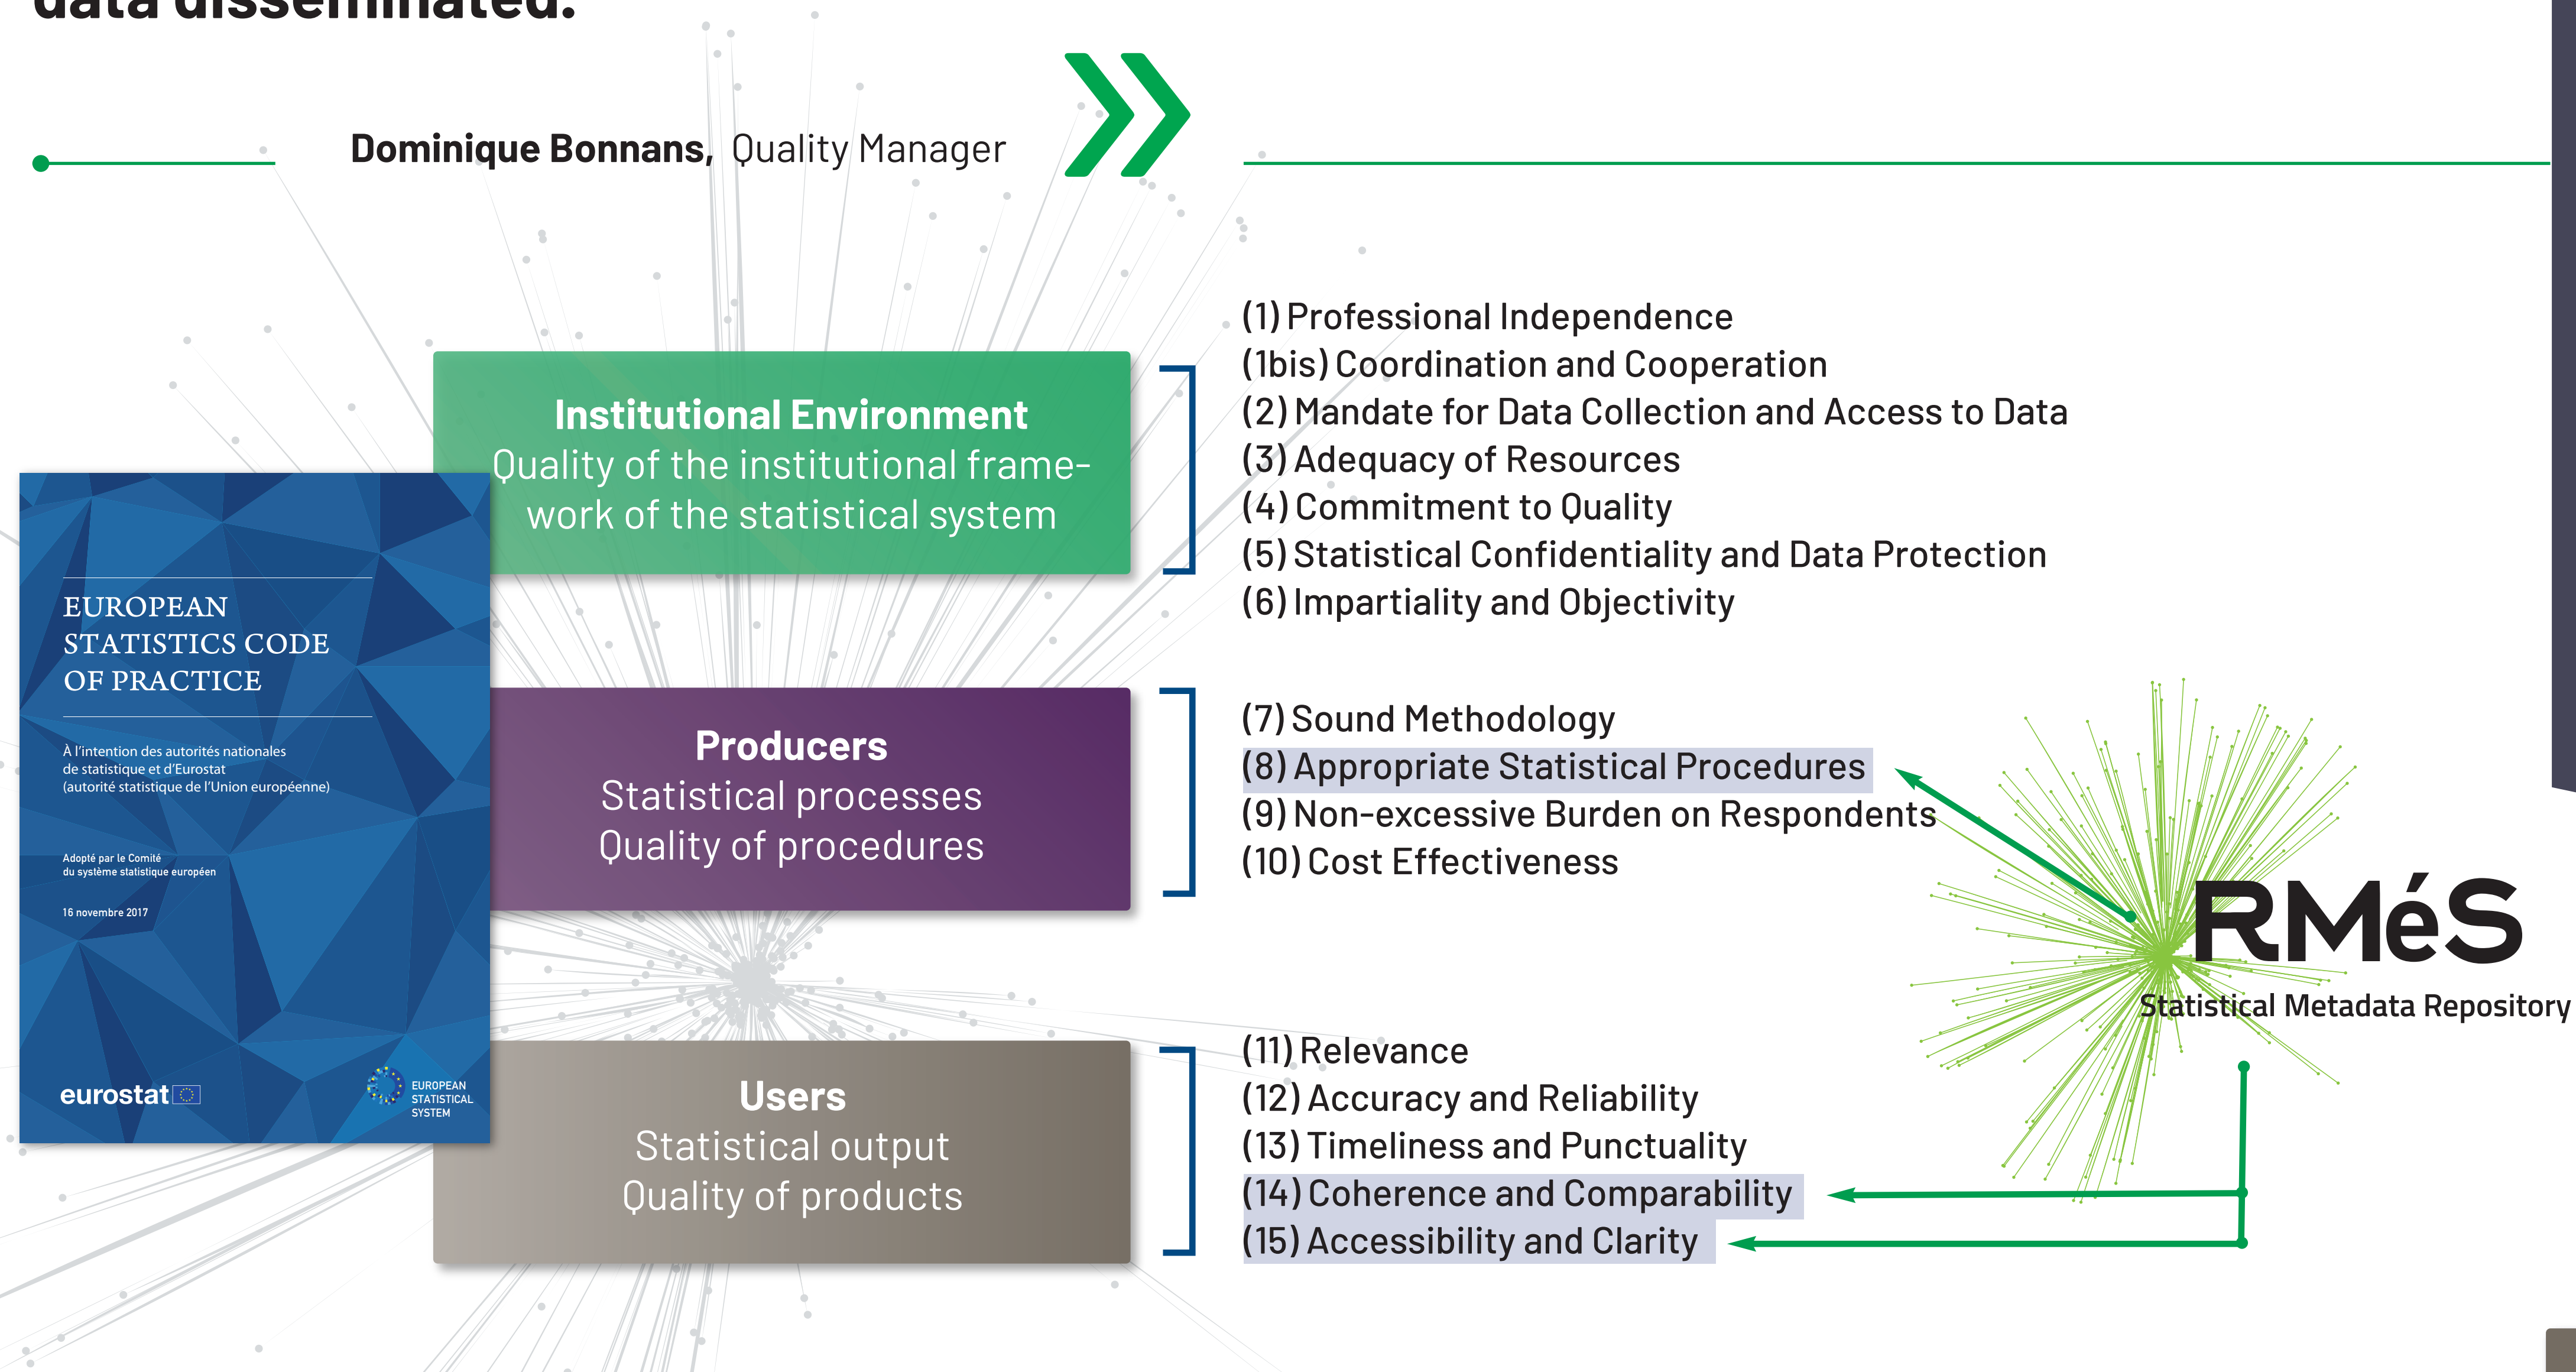 data disseminated.
Dominique Bonnans, Quality Manager
Institutional Environment
Quality of the institutional frame-
work of the statistical system
(1) Professional Independence
(1bis) Coordination and Cooperation
(2) Mandate for Data Collection and Access to Data
(3) Adequacy of Resources
(4) Commitment to Quality
(5) Statistical Confidentiality and Data Protection
(6) Impartiality and Objectivity
EUROPEAN
STATISTICS CODE
OF PRACTICE
À l'intention des autorités nationales
de statistique et d'Eurostat
(autorité statistique de l'Union européenne)
Adopté par le Comité
du système statistique européen
16 novembre 2017
eurostat
EUROPEAN
STATISTICAL
SYSTEM
Producers
Statistical processes
Quality of procedures
(7) Sound Methodology
(8) Appropriate Statistical Procedures
(9) Non-excessive Burden on Respondents
(10) Cost Effectiveness
RMéS
Statistical Metadata Repository
Users
Statistical output
Quality of products
(11) Relevance
(12) Accuracy and Reliability
(13) Timeliness and Punctuality
(14) Coherence and Comparability
(15) Accessibility and Clarity